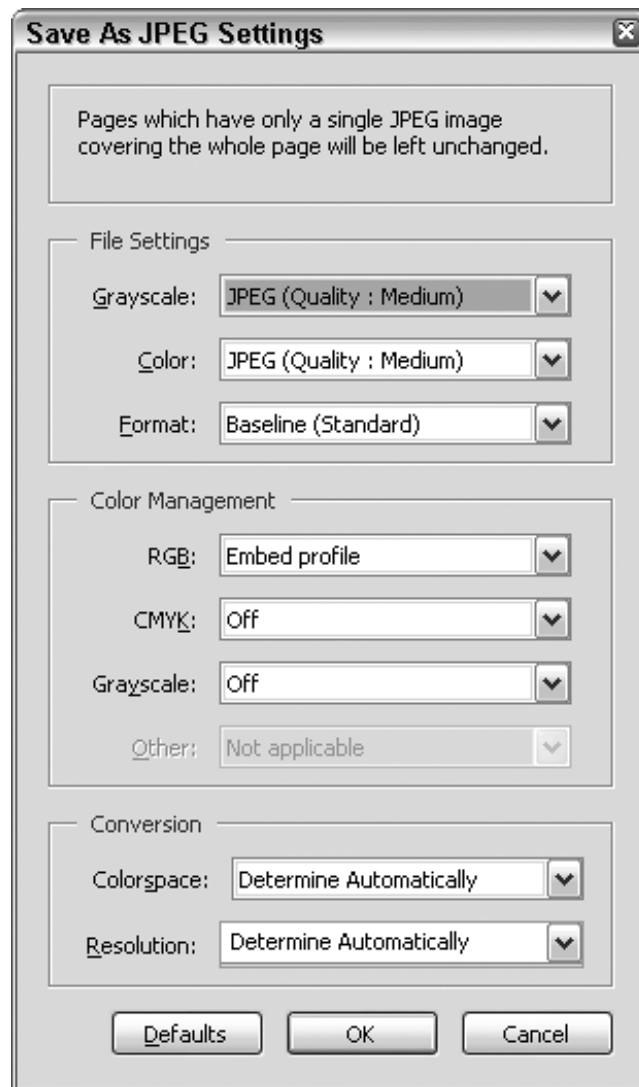 Save As JPEG Settings
Pages which have only a single JPEG image
covering the whole page will be left unchanged.
File Settings
Grayscale: JPEG (Quality : Medium)
Color: JPEG (Quality : Medium)
Format: Baseline (Standard)
Color Management
RGB: Embed profile
CMYK: Off
Grayscale: Off
Other: Not applicable
Conversion
Colorspace: Determine Automatically
Resolution: Determine Automatically
Defaults OK Cancel